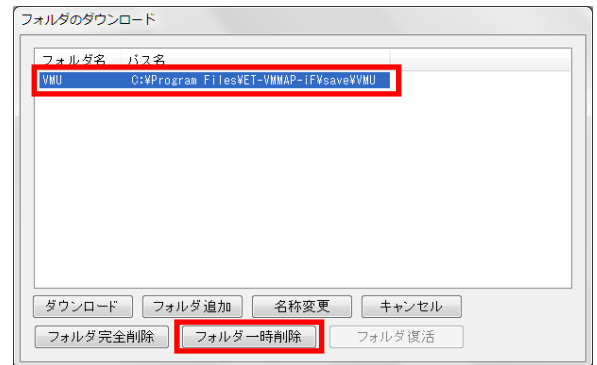 フォルダのダウンロード
フォルダ名 パス名
VMU C:¥Program Files¥ET-VMMAP-iF¥save¥VMU
ダウンロード フォルダ追加 名称変更 キャンセル
フォルダ完全削除 フォルダ一時削除 フォルダ復活